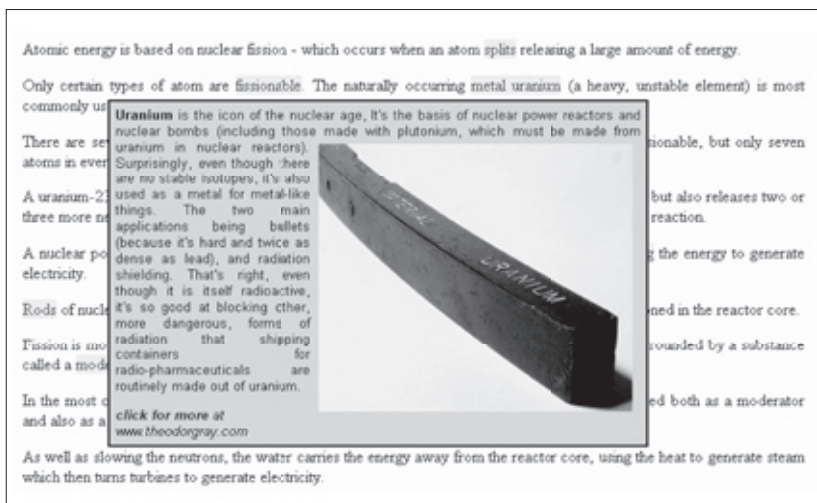 Atomic energy is based on nuclear fission - which occurs when an atom splits releasing a large amount of energy.
Only certain types of atom are fissionable. The naturally occurring metal uranium (a heavy, unstable element) is most
commonly us
Uranium is the icon of the nuclear age, It's the basis of nuclear power reactors and
nuclear bombs (including those made with plutonium, which must be made from
uranium in nuclear reactors).
Surprisingly, even though there
are no stable isotopes, it's also
used as a metal for metal-like
things. The two main
applications being bellets
(because it's hard and twice as
dense as lead), and radiation
shielding. That's right, even
though it is itself radioactive,
it's so good at blocking cther,
more dangerous, forms of
radiation that shipping
containers for
radio-pharmaceuticals are
routinely made out of uranium.
click for more at
www.theodorgray.com
URANIUM
There are se
ionable, but only seven
atoms in ever
A uranium-2
but also releases two or
three more ne
reaction.
A nuclear po
g the energy to generate
electricity.
Rods of nucle
ned in the reactor core.
Fission is mo
rounded by a substance
called a mode
In the most c
ed both as a moderator
and also as a
As well as slowing the neutrons, the water carries the energy away from the reactor core, using the heat to generate steam
which then turns turbines to generate electricity.